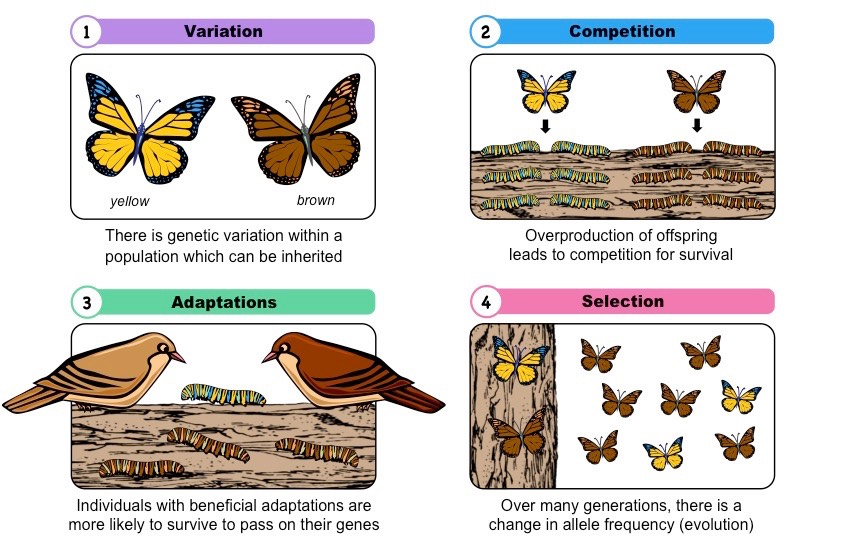 1
Variation
yellow
brown
There is genetic variation within a
population which can be inherited
2
Competition
Overproduction of offspring
leads to competition for survival
3
Adaptations
Individuals with beneficial adaptations are
more likely to survive to pass on their genes
4
Selection
Over many generations, there is a
change in allele frequency (evolution)